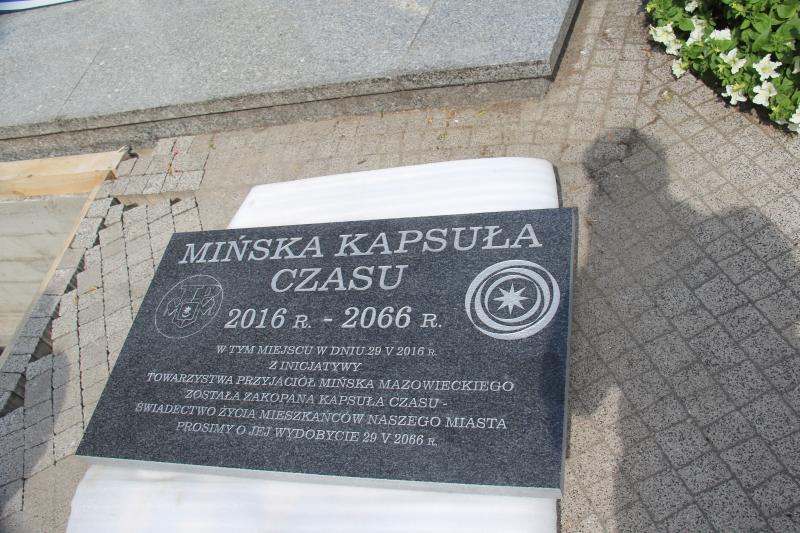 MIŃSKA KAPSUŁA
CZASU
2016 R. - 2066 R.
W TYM MIEJSCU W DNIU 29 V 2016 R.
Z INICJATYWY
TOWARZYSTWA PRZYJACIÓŁ MIŃSKA MAZOWIECKIEGO
ZOSTAŁA ZAKOPANA KAPSUŁA CZASU -
ŚWIADECTWO ŻYCIA MIESZKAŃCÓW NASZEGO MIASTA
PROSIMY O JEJ WYDOBYCIE 29 V 2066 R.